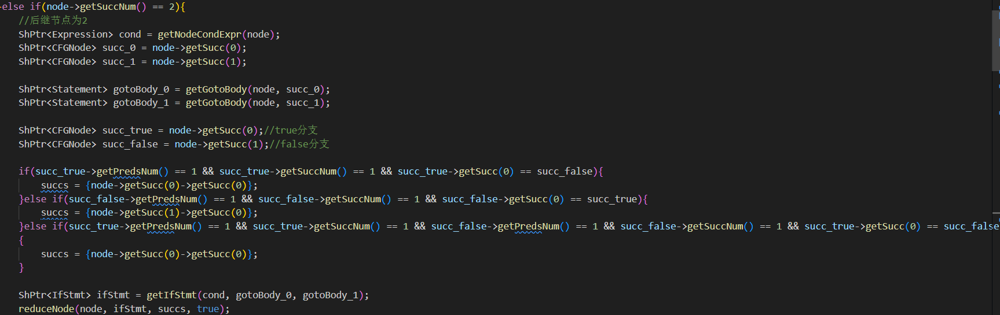 else if(node->getSuccNum() == 2){
//后继节点为2
ShPtr<Expression> cond = getNodeCondExpr(node);
ShPtr<CFGNode> succ_0 = node->getSucc(0);
ShPtr<CFGNode> succ_1 = node->getSucc(1);
ShPtr<Statement> gotoBody_0 = getGotoBody(node, succ_0);
ShPtr<Statement> gotoBody_1 = getGotoBody(node, succ_1);
ShPtr<CFGNode> succ_true = node->getSucc(0);//true分支
ShPtr<CFGNode> succ_false = node->getSucc(1);//false分支
if(succ_true->getPredsNum() == 1 && succ_true->getSuccNum() == 1 && succ_true->getSucc(0) == succ_false){
succs = {node->getSucc(0)->getSucc(0)};
}else if(succ_false->getPredsNum() == 1 && succ_false->getSuccNum() == 1 && succ_false->getSucc(0) == succ_true){
succs = {node->getSucc(1)->getSucc(0)};
}else if(succ_true->getPredsNum() == 1 && succ_true->getSuccNum() == 1 && succ_false->getPredsNum() == 1 && succ_false->getSuccNum() == 1 && succ_true->getSucc(0) == succ_false
{
succs = {node->getSucc(0)->getSucc(0)};
}
ShPtr<IfStmt> ifStmt = getIfStmt(cond, gotoBody_0, gotoBody_1);
reduceNode(node, ifStmt, succs, true);